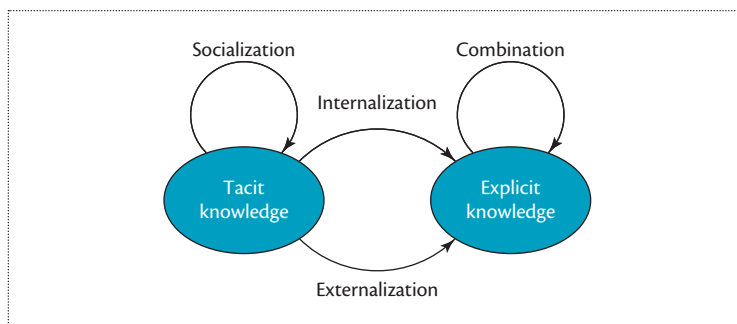 Socialization
Combination
Internalization
Tacit
knowledge
Explicit
knowledge
Externalization